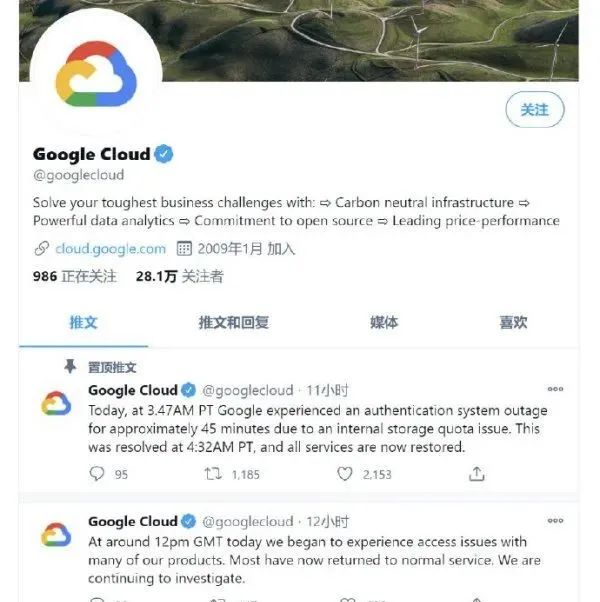 关注
Google Cloud
@googlecloud
Solve your toughest business challenges with: ⇨ Carbon neutral infrastructure ⇨
Powerful data analytics ⇨ Commitment to open source ⇨ Leading price-performance
cloud.google.com 2009年1月 加入
986 正在关注 28.1万 关注者
推文 推文和回复 媒体 喜欢
置顶推文
Google Cloud @googlecloud · 11小时
Today, at 3.47AM PT Google experienced an authentication system outage
for approximately 45 minutes due to an internal storage quota issue. This
was resolved at 4:32AM PT, and all services are now restored.
95 1,185 2,153
Google Cloud @googlecloud · 12小时
At around 12pm GMT today we began to experience access issues with
many of our products. Most have now returned to normal service. We are
continuing to investigate.